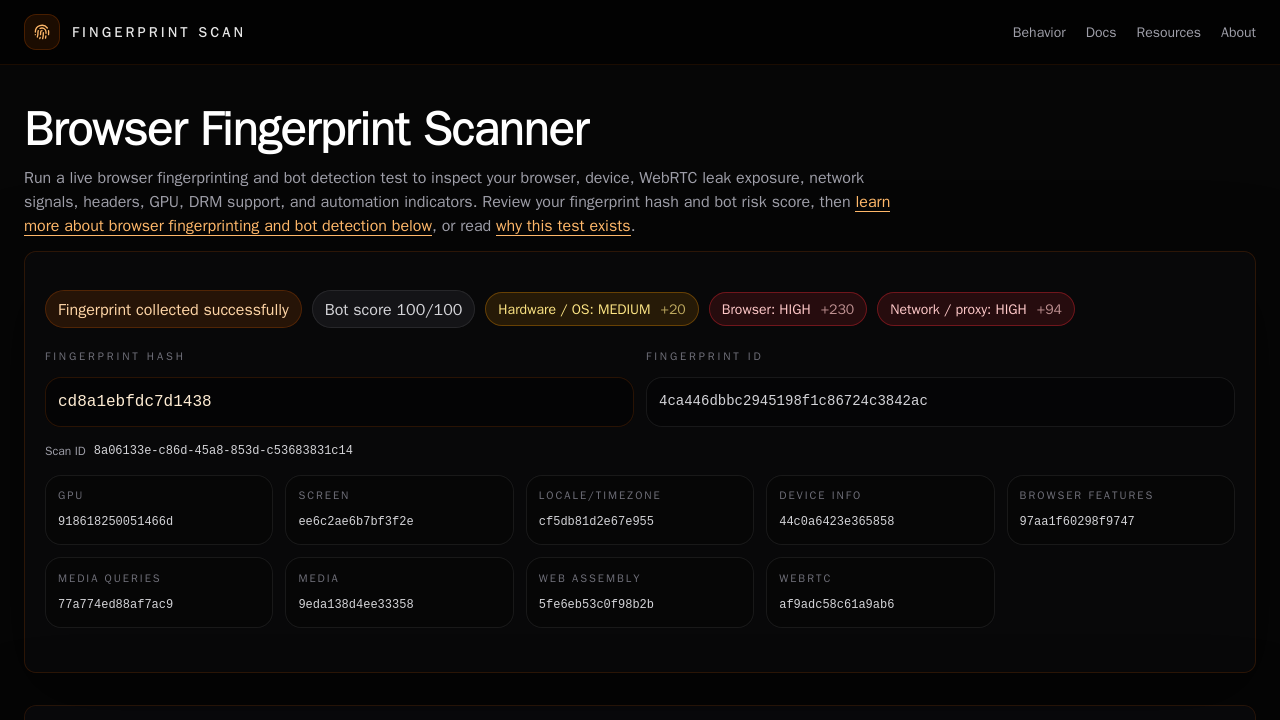 FINGERPRINT SCAN
Behavior Docs Resources About
Browser Fingerprint Scanner
Run a live browser fingerprinting and bot detection test to inspect your browser, device, WebRTC leak exposure, network
signals, headers, GPU, DRM support, and automation indicators. Review your fingerprint hash and bot risk score, then learn
more about browser fingerprinting and bot detection below, or read why this test exists.
Fingerprint collected successfully Bot score 100/100 Hardware / OS: MEDIUM +20 Browser: HIGH +230 Network / proxy: HIGH +94
FINGERPRINT HASH FINGERPRINT ID
cd8a1ebfdc7d1438 4ca446dbbc2945198f1c86724c3842ac
Scan ID 8a06133e-c86d-45a8-853d-c53683831c14
GPU SCREEN LOCALE/TIMEZONE DEVICE INFO BROWSER FEATURES
918618250051466d ee6c2ae6b7bf3f2e cf5db81d2e67e955 44c0a6423e365858 97aa1f60298f9747
MEDIA QUERIES MEDIA WEB ASSEMBLY WEBRTC
77a774ed88af7ac9 9eda138d4ee33358 5fe6eb53c0f98b2b af9adc58c61a9ab6